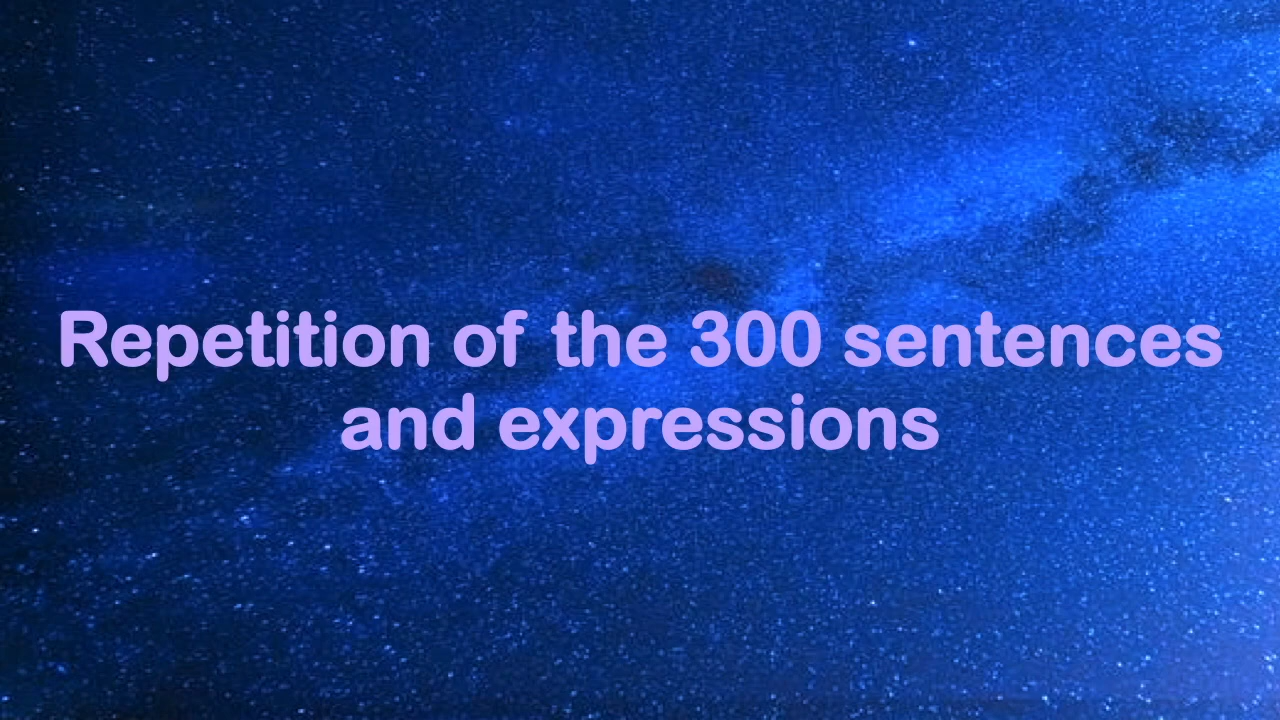 Repetition of the 300 sentences
and expressions